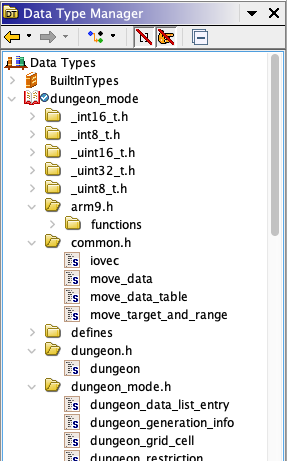 Data Type Manager
Data Types
BuiltInTypes
dungeon_mode
_int16_t.h
_int8_t.h
_uint16_t.h
_uint32_t.h
_uint8_t.h
arm9.h
functions
common.h
iovec
move_data
move_data_table
move_target_and_range
defines
dungeon.h
dungeon
dungeon_mode.h
dungeon_data_list_entry
dungeon_generation_info
dungeon_grid_cell
dungeon_restriction